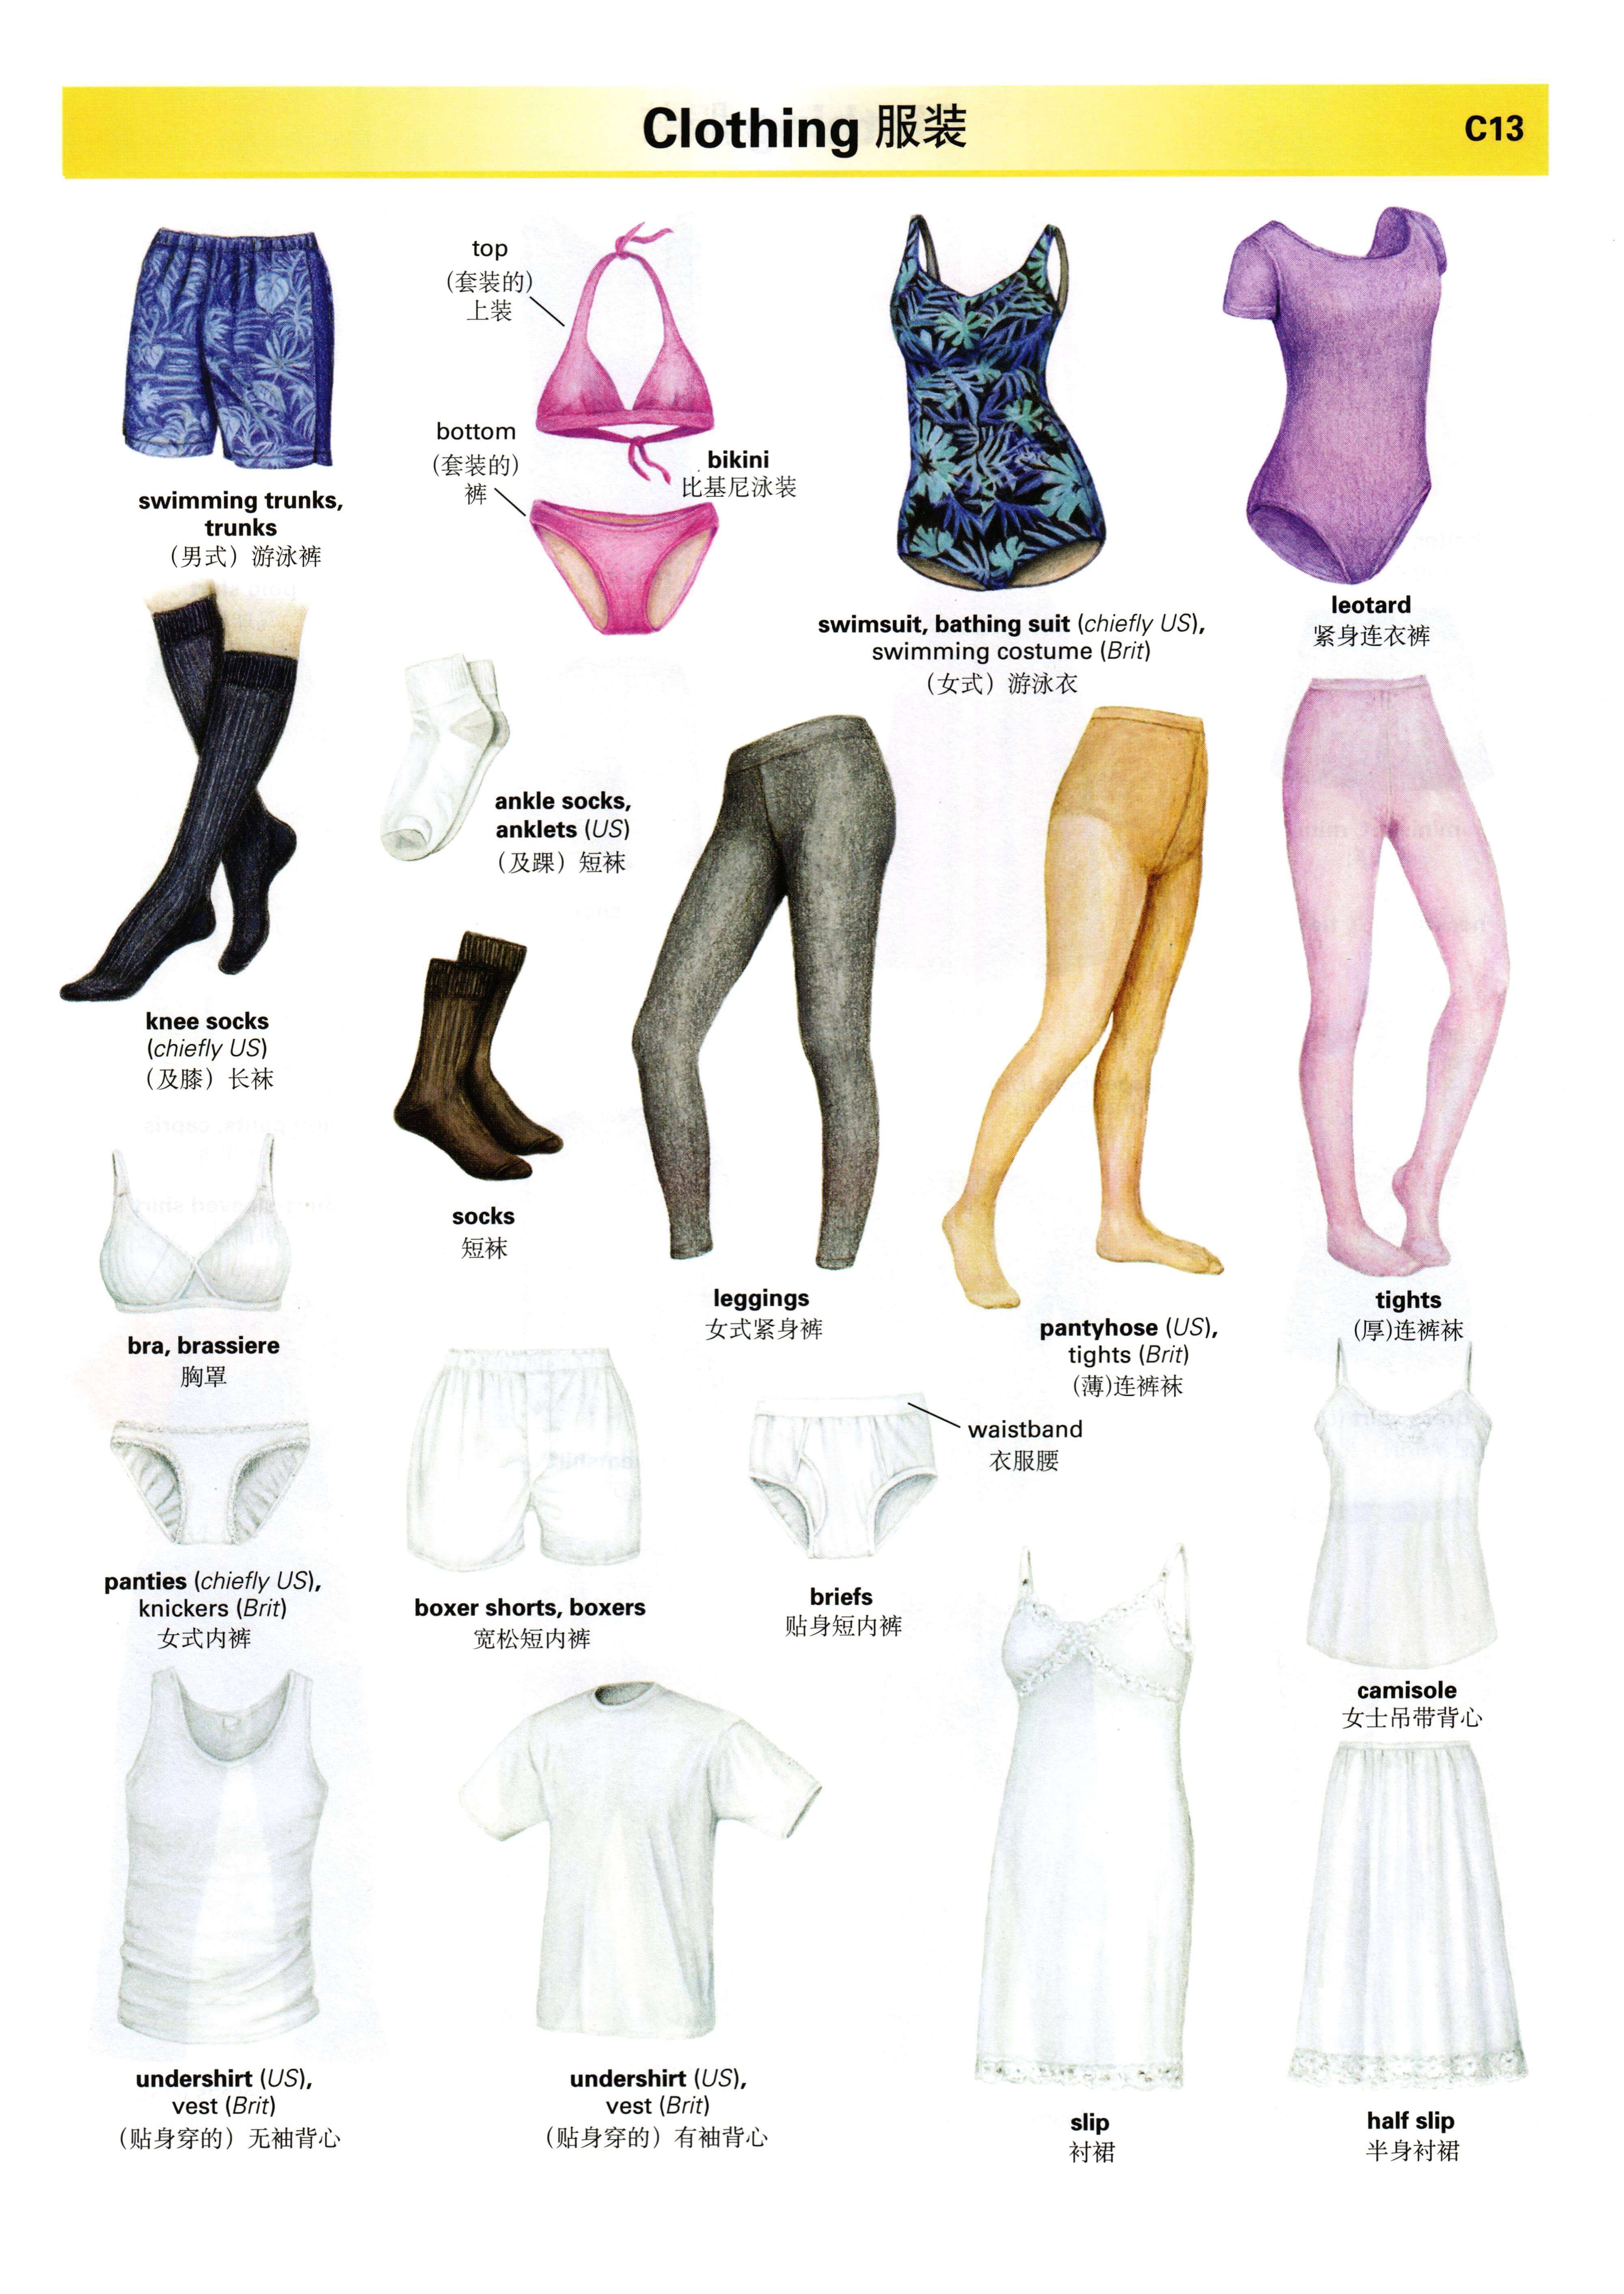 Clothing 服装
C13
top
(套装的)
上装
bottom
(套装的)
裤
bikini
比基尼泳装
swimming trunks,
trunks
（男式）游泳裤
swimsuit, bathing suit (chiefly US),
swimming costume (Brit)
（女式）游泳衣
leotard
紧身连衣裤
ankle socks,
anklets (US)
（及踝）短袜
knee socks
(chiefly US)
（及膝）长袜
socks
短袜
leggings
女式紧身裤
pantyhose (US),
tights (Brit)
(薄)连裤袜
tights
(厚)连裤袜
bra, brassiere
胸罩
waistband
衣服腰
panties (chiefly US),
knickers (Brit)
女式内裤
boxer shorts, boxers
宽松短内裤
briefs
贴身短内裤
camisole
女士吊带背心
undershirt (US),
vest (Brit)
（贴身穿的）无袖背心
undershirt (US),
vest (Brit)
（贴身穿的）有袖背心
slip
衬裙
half slip
半身衬裙